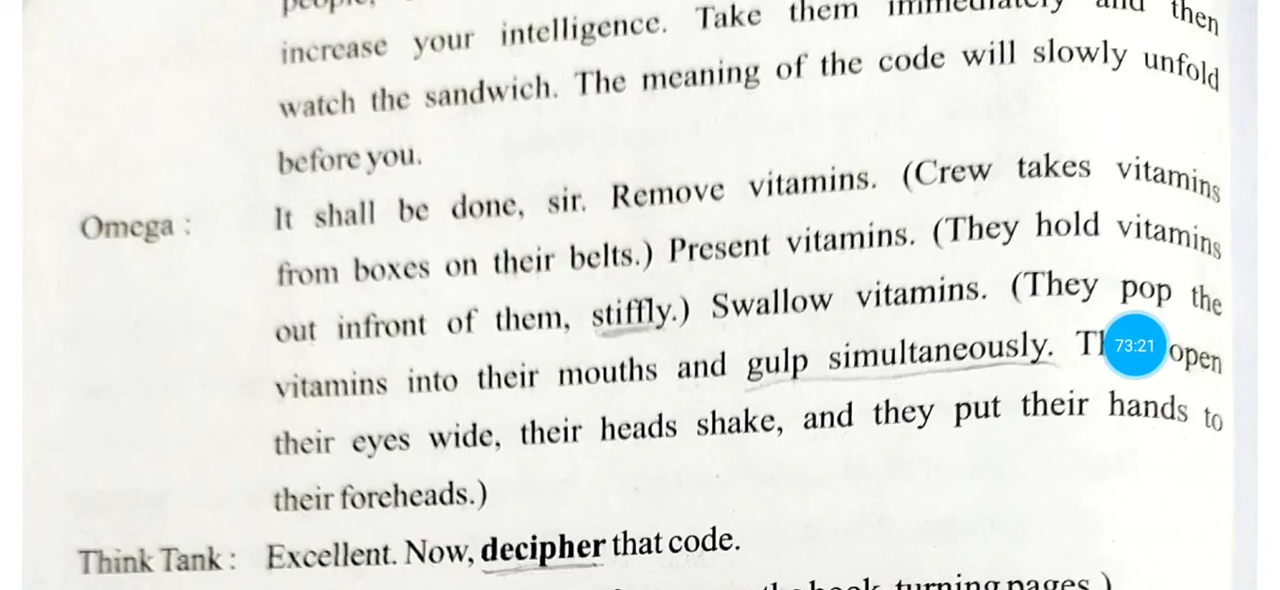 increase your intelligence. Take them immediately and then
watch the sandwich. The meaning of the code will slowly unfold
before you.
Omega : It shall be done, sir. Remove vitamins. (Crew takes vitamins
from boxes on their belts.) Present vitamins. (They hold vitamins
out infront of them, stiffly.) Swallow vitamins. (They pop the
vitamins into their mouths and gulp simultaneously. open
73:21
their eyes wide, their heads shake, and they put their hands to
their foreheads.)
Think Tank : Excellent. Now, decipher that code.
the book, turning pages.)